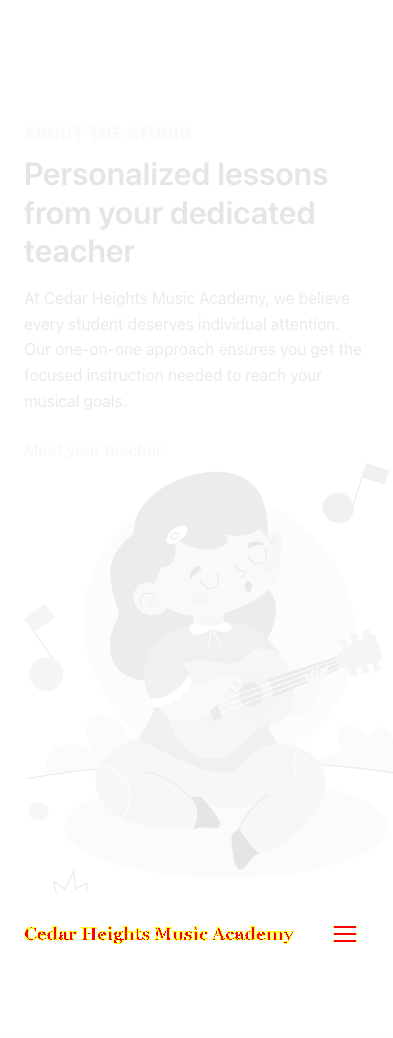 ABOUT THE STUDIO
Personalized lessons
from your dedicated
teacher
At Cedar Heights Music Academy, we believe
every student deserves individual attention.
Our one-on-one approach ensures you get the
focused instruction needed to reach your
musical goals.
Meet your teacher
Cedar Heights Music Academy